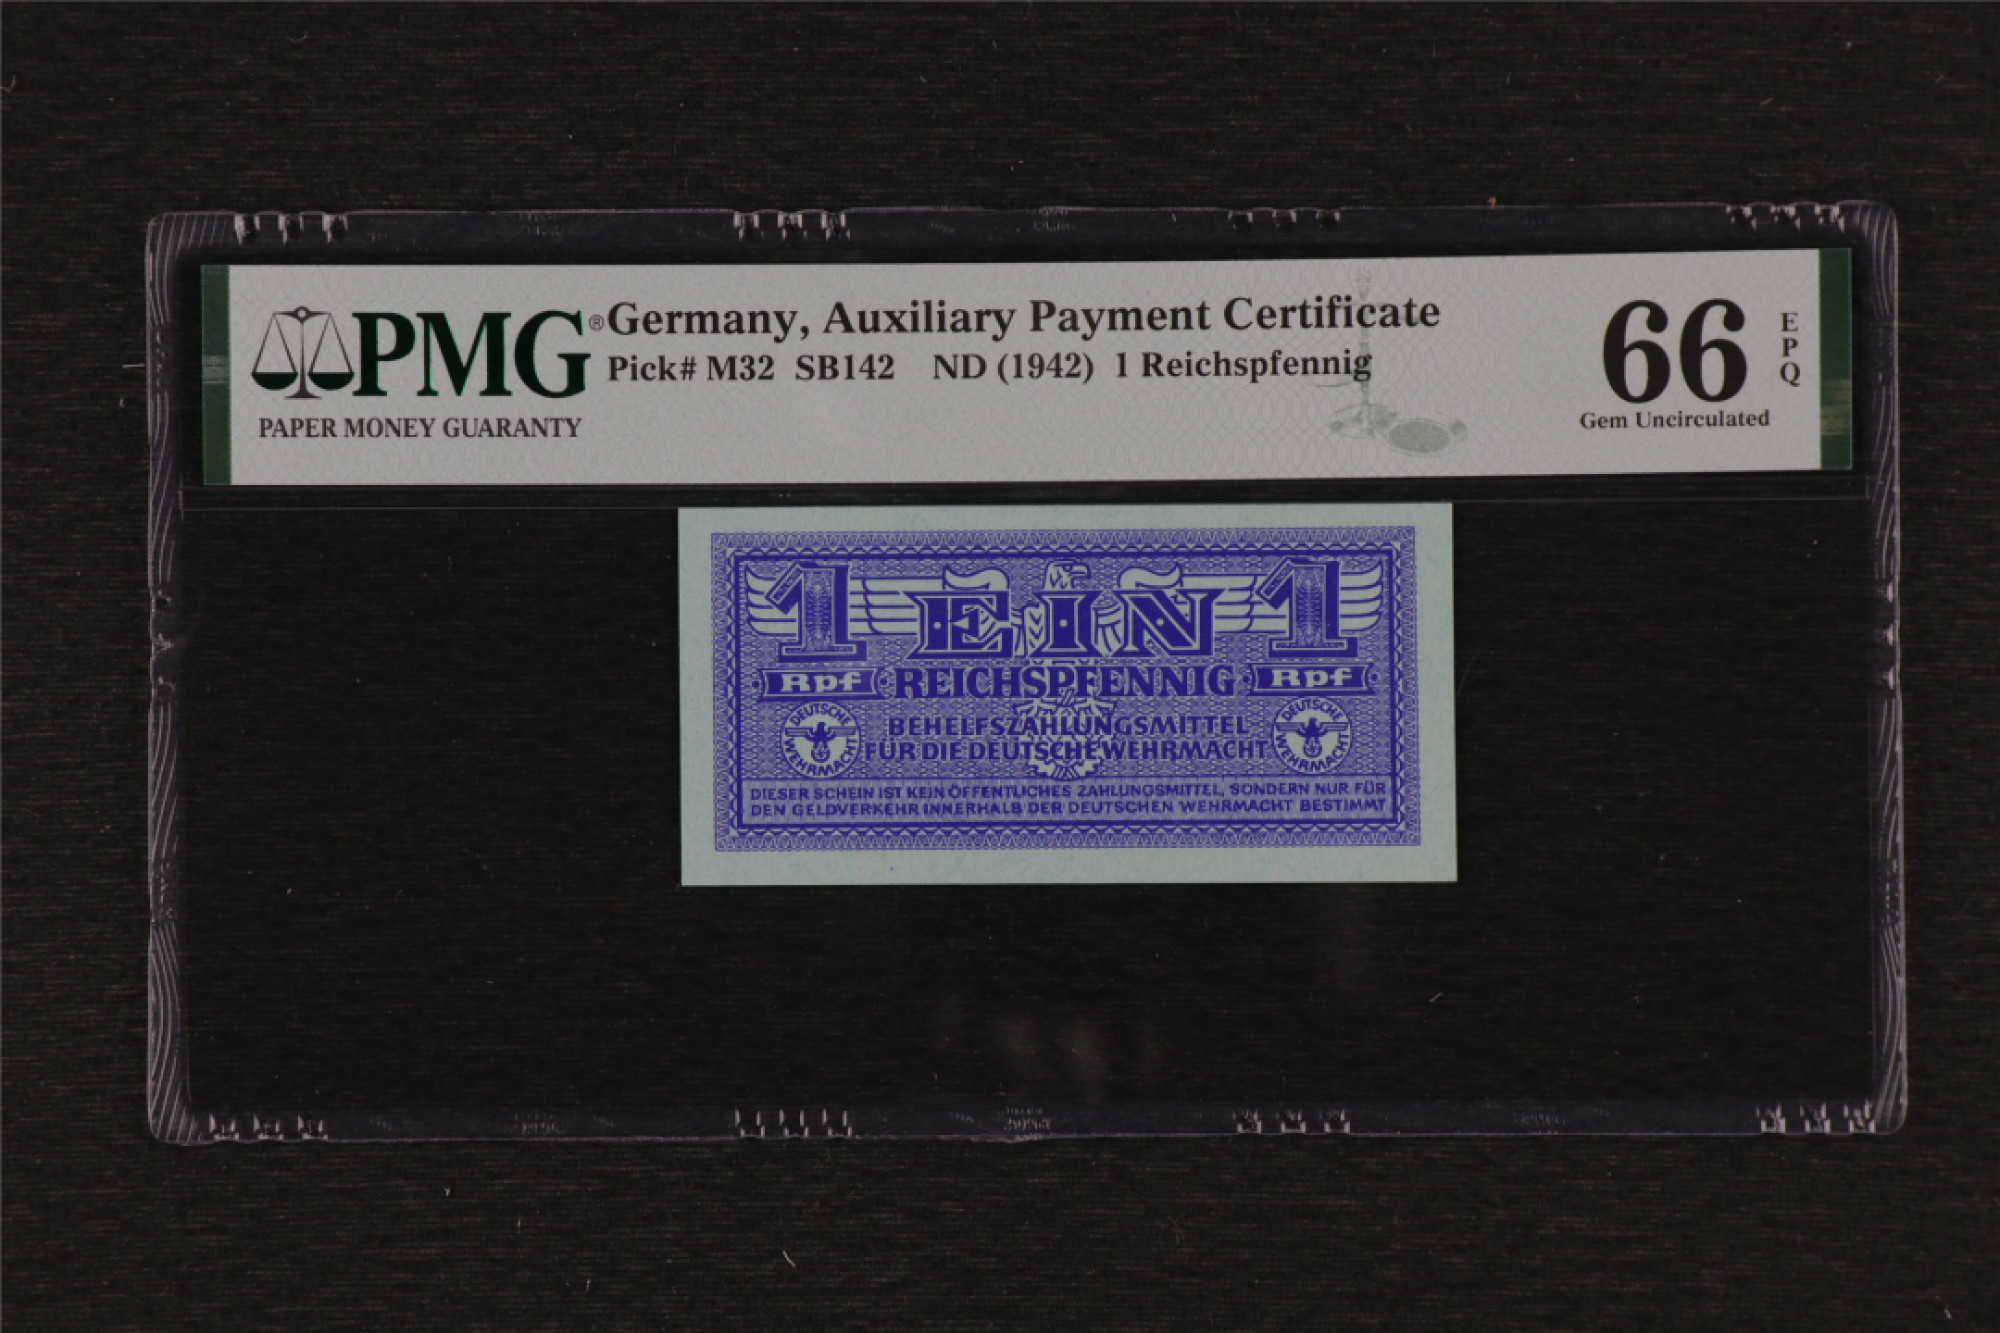 PMG®
PAPER MONEY GUARANTY
Germany, Auxiliary Payment Certificate
Pick# M32 SB142 ND (1942) 1 Reichspfennig
66
EPQ
Gem Uncirculated
1 EIN 1
Rpf REICHSPFENNIG Rpf
DEUTSCHE WEHRMACHT
BEHELFSZAHLUNGSMITTEL
FÜR DIE DEUTSCHE WEHRMACHT
DEUTSCHE WEHRMACHT
DIESER SCHEIN IST KEIN ÖFFENTLICHES ZAHLUNGSMITTEL, SONDERN NUR FÜR
DEN GELDVERKEHR INNERHALB DER DEUTSCHEN WEHRMACHT BESTIMMT